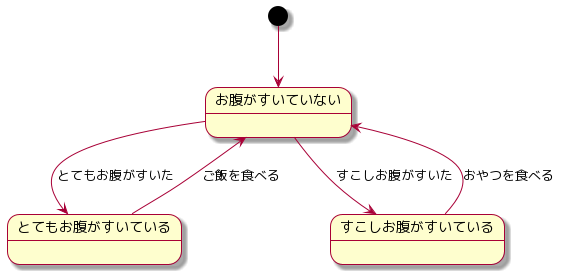 お腹がすいていない
とてもお腹がすいた
ご飯を食べる
すこしお腹がすいた
おやつを食べる
とてもお腹がすいている
すこしお腹がすいている